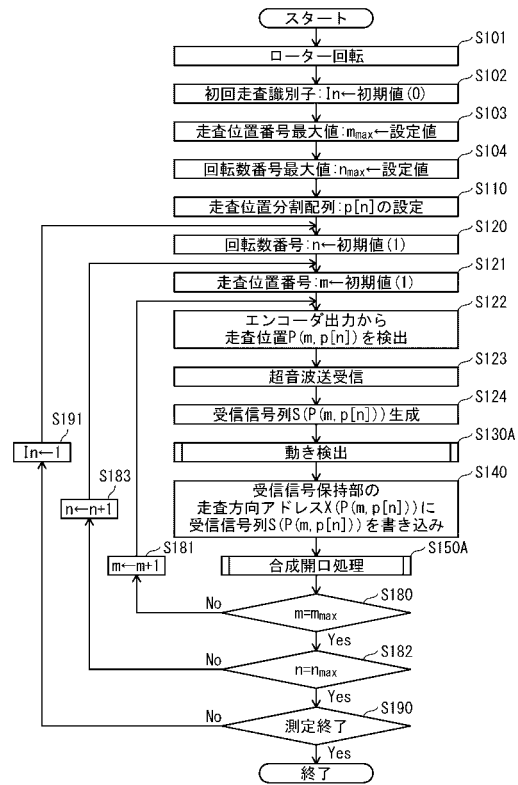 スタート
S101
ローター回転
S102
初回走査識別子:In←初期値(0)
S103
走査位置番号最大値:mmax←設定値
S104
回転数番号最大値:nmax←設定値
S110
走査位置分割配列:p[n]の設定
S120
回転数番号:n←初期値(1)
S121
走査位置番号:m←初期値(1)
S122
エンコーダ出力から
走査位置P(m,p[n])を検出
S123
超音波送受信
S124
受信信号列S(P(m,p[n]))生成
S130A
動き検出
S140
受信信号保持部の
走査方向アドレスX(P(m,p[n]))に
受信信号列S(P(m,p[n]))を書き込み
S150A
合成開口処理
S191
In←1
S183
n←n+1
S181
m←m+1
S180
No
m=mmax
Yes
S182
No
n=nmax
Yes
S190
No
測定終了
Yes
終了